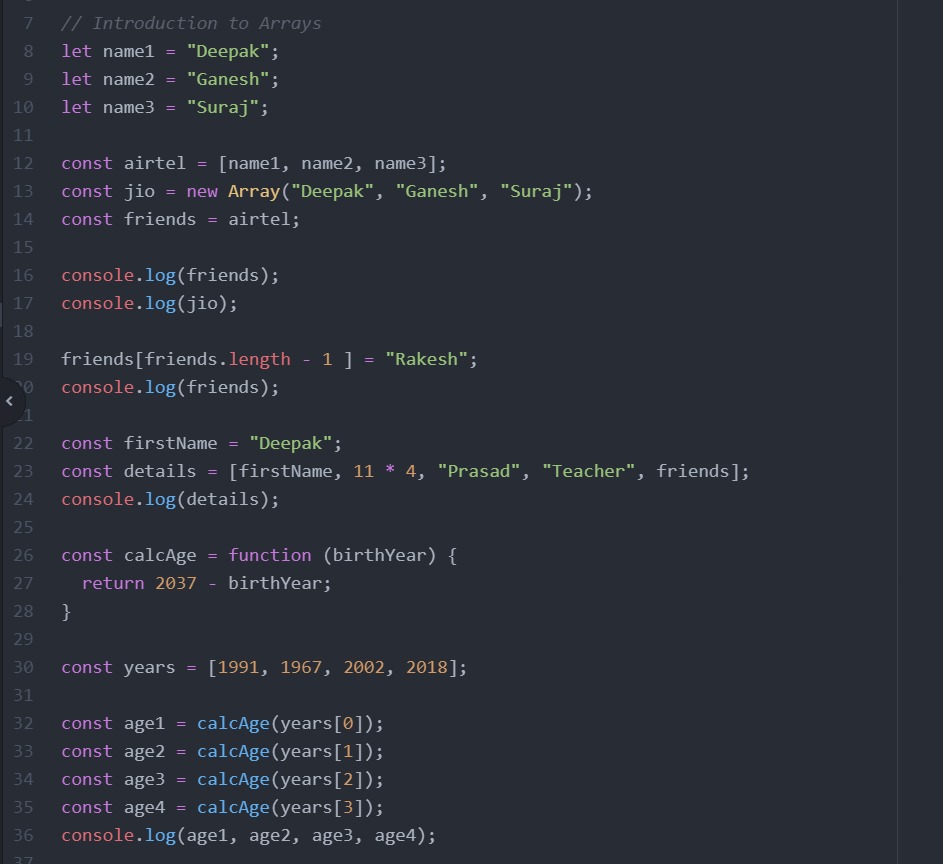 7 // Introduction to Arrays
8 let name1 = "Deepak";
9 let name2 = "Ganesh";
10 let name3 = "Suraj";
11
12 const airtel = [name1, name2, name3];
13 const jio = new Array("Deepak", "Ganesh", "Suraj");
14 const friends = airtel;
15
16 console.log(friends);
17 console.log(jio);
18
19 friends[friends.length - 1 ] = "Rakesh";
20 console.log(friends);
21
22 const firstName = "Deepak";
23 const details = [firstName, 11 * 4, "Prasad", "Teacher", friends];
24 console.log(details);
25
26 const calcAge = function (birthYear) {
27   return 2037 - birthYear;
28 }
29
30 const years = [1991, 1967, 2002, 2018];
31
32 const age1 = calcAge(years[0]);
33 const age2 = calcAge(years[1]);
34 const age3 = calcAge(years[2]);
35 const age4 = calcAge(years[3]);
36 console.log(age1, age2, age3, age4);
37